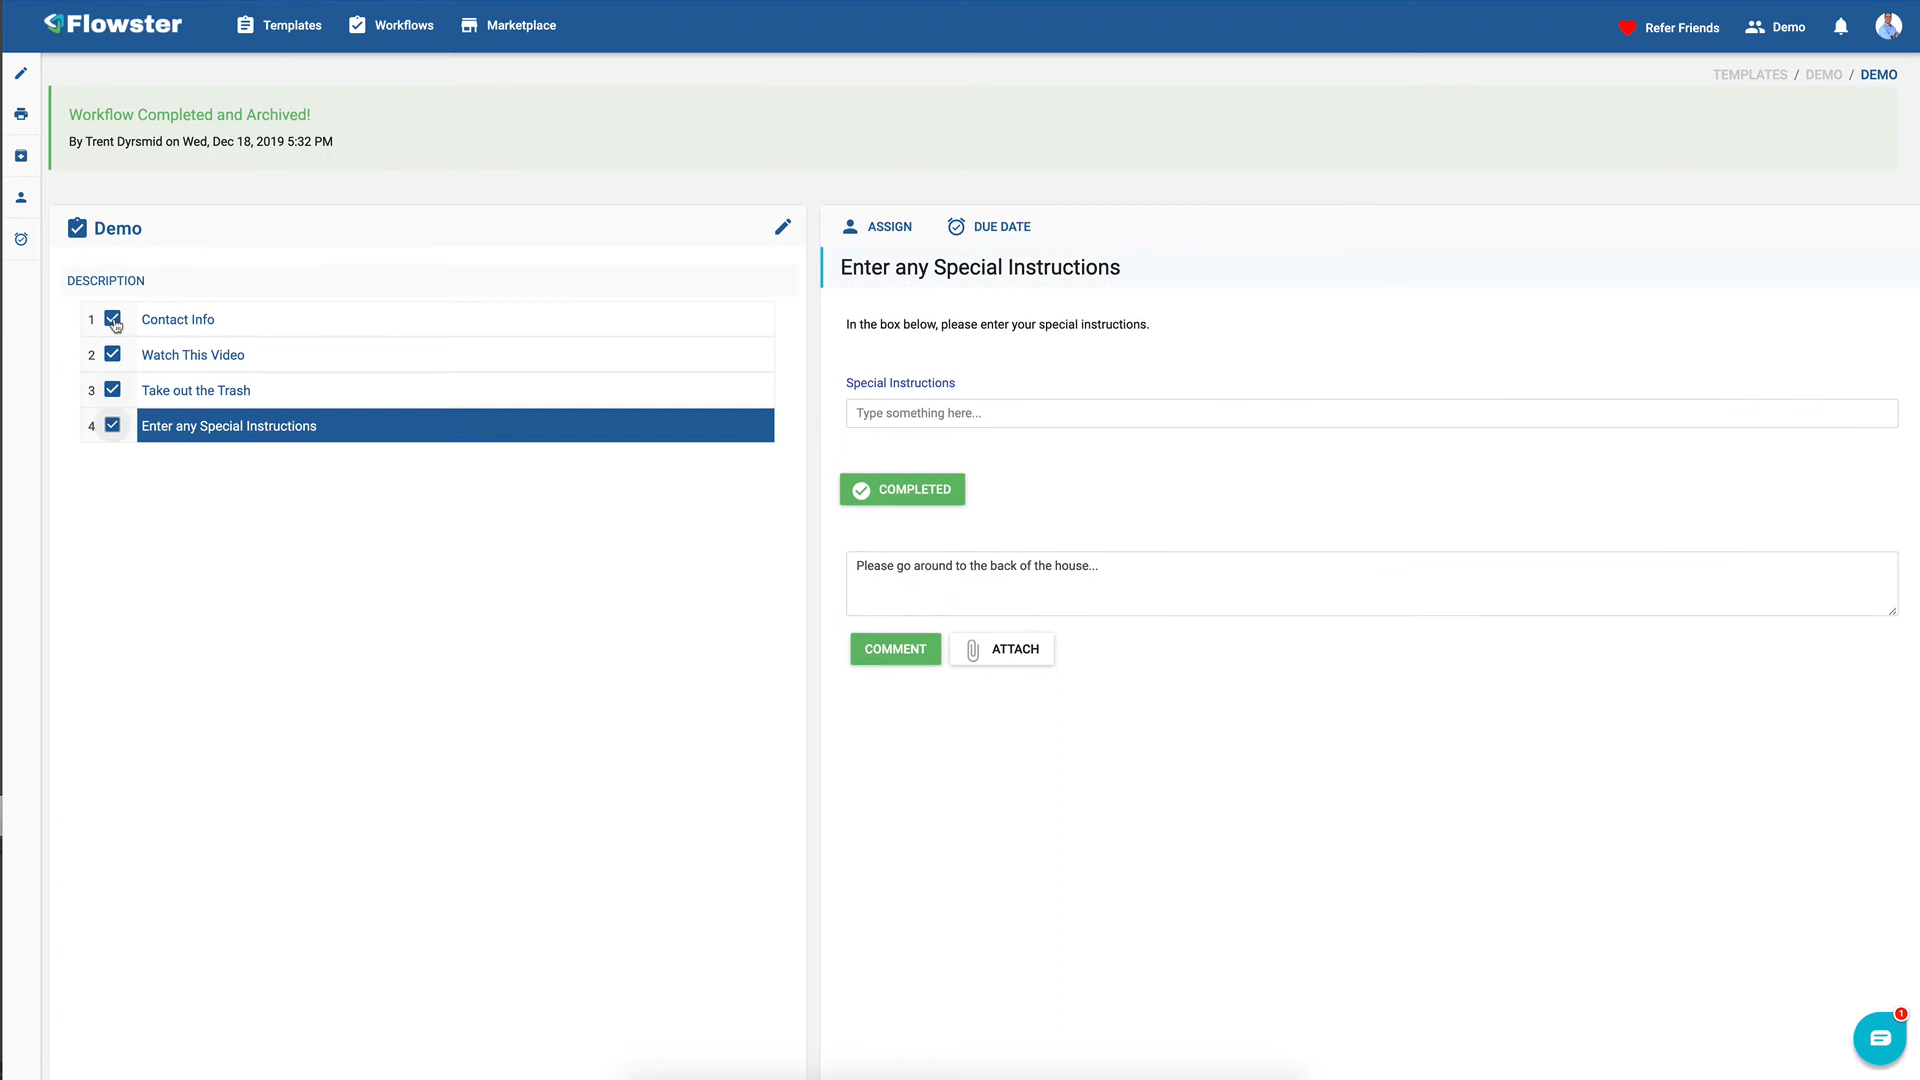 Flowster
Templates
Workflows
Marketplace
Refer Friends
Demo
TEMPLATES / DEMO / DEMO
Workflow Completed and Archived!
By Trent Dyrsmid on Wed, Dec 18, 2019 5:32 PM
Demo
DESCRIPTION
1 Contact Info
2 Watch This Video
3 Take out the Trash
4 Enter any Special Instructions
ASSIGN
DUE DATE
Enter any Special Instructions
In the box below, please enter your special instructions.
Special Instructions
Type something here...
COMPLETED
Please go around to the back of the house...
COMMENT
ATTACH
1